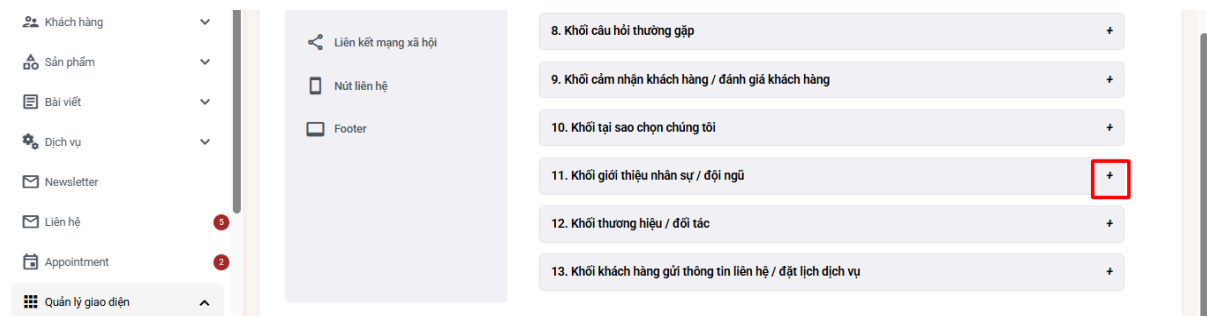 Khách hàng
Sản phẩm
Bài viết
Dịch vụ
Newsletter
Liên hệ 5
Appointment 2
Quản lý giao diện
Liên kết mạng xã hội
Nút liên hệ
Footer
8. Khối câu hỏi thường gặp +
9. Khối cảm nhận khách hàng / đánh giá khách hàng +
10. Khối tại sao chọn chúng tôi +
11. Khối giới thiệu nhân sự / đội ngũ +
12. Khối thương hiệu / đối tác +
13. Khối khách hàng gửi thông tin liên hệ / đặt lịch dịch vụ +